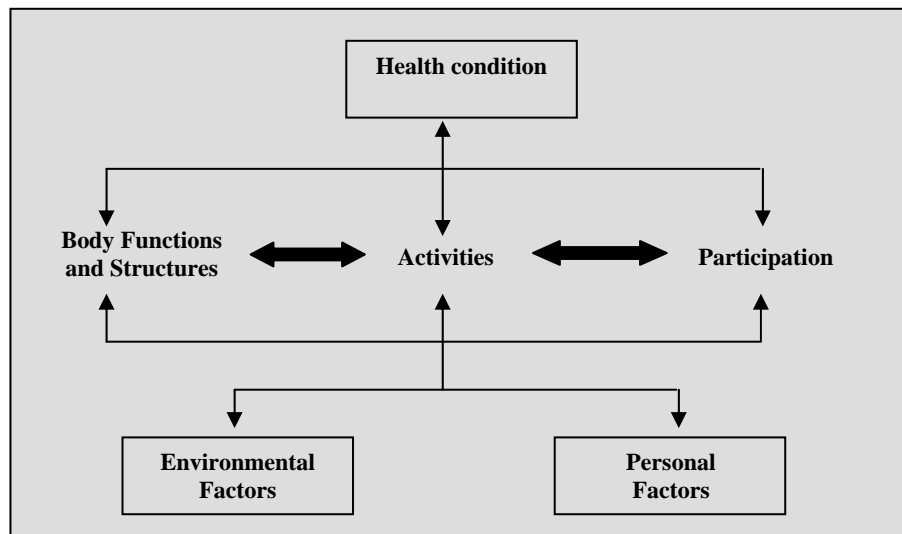 Health condition
Body Functions
and Structures
Activities
Participation
Environmental
Factors
Personal
Factors